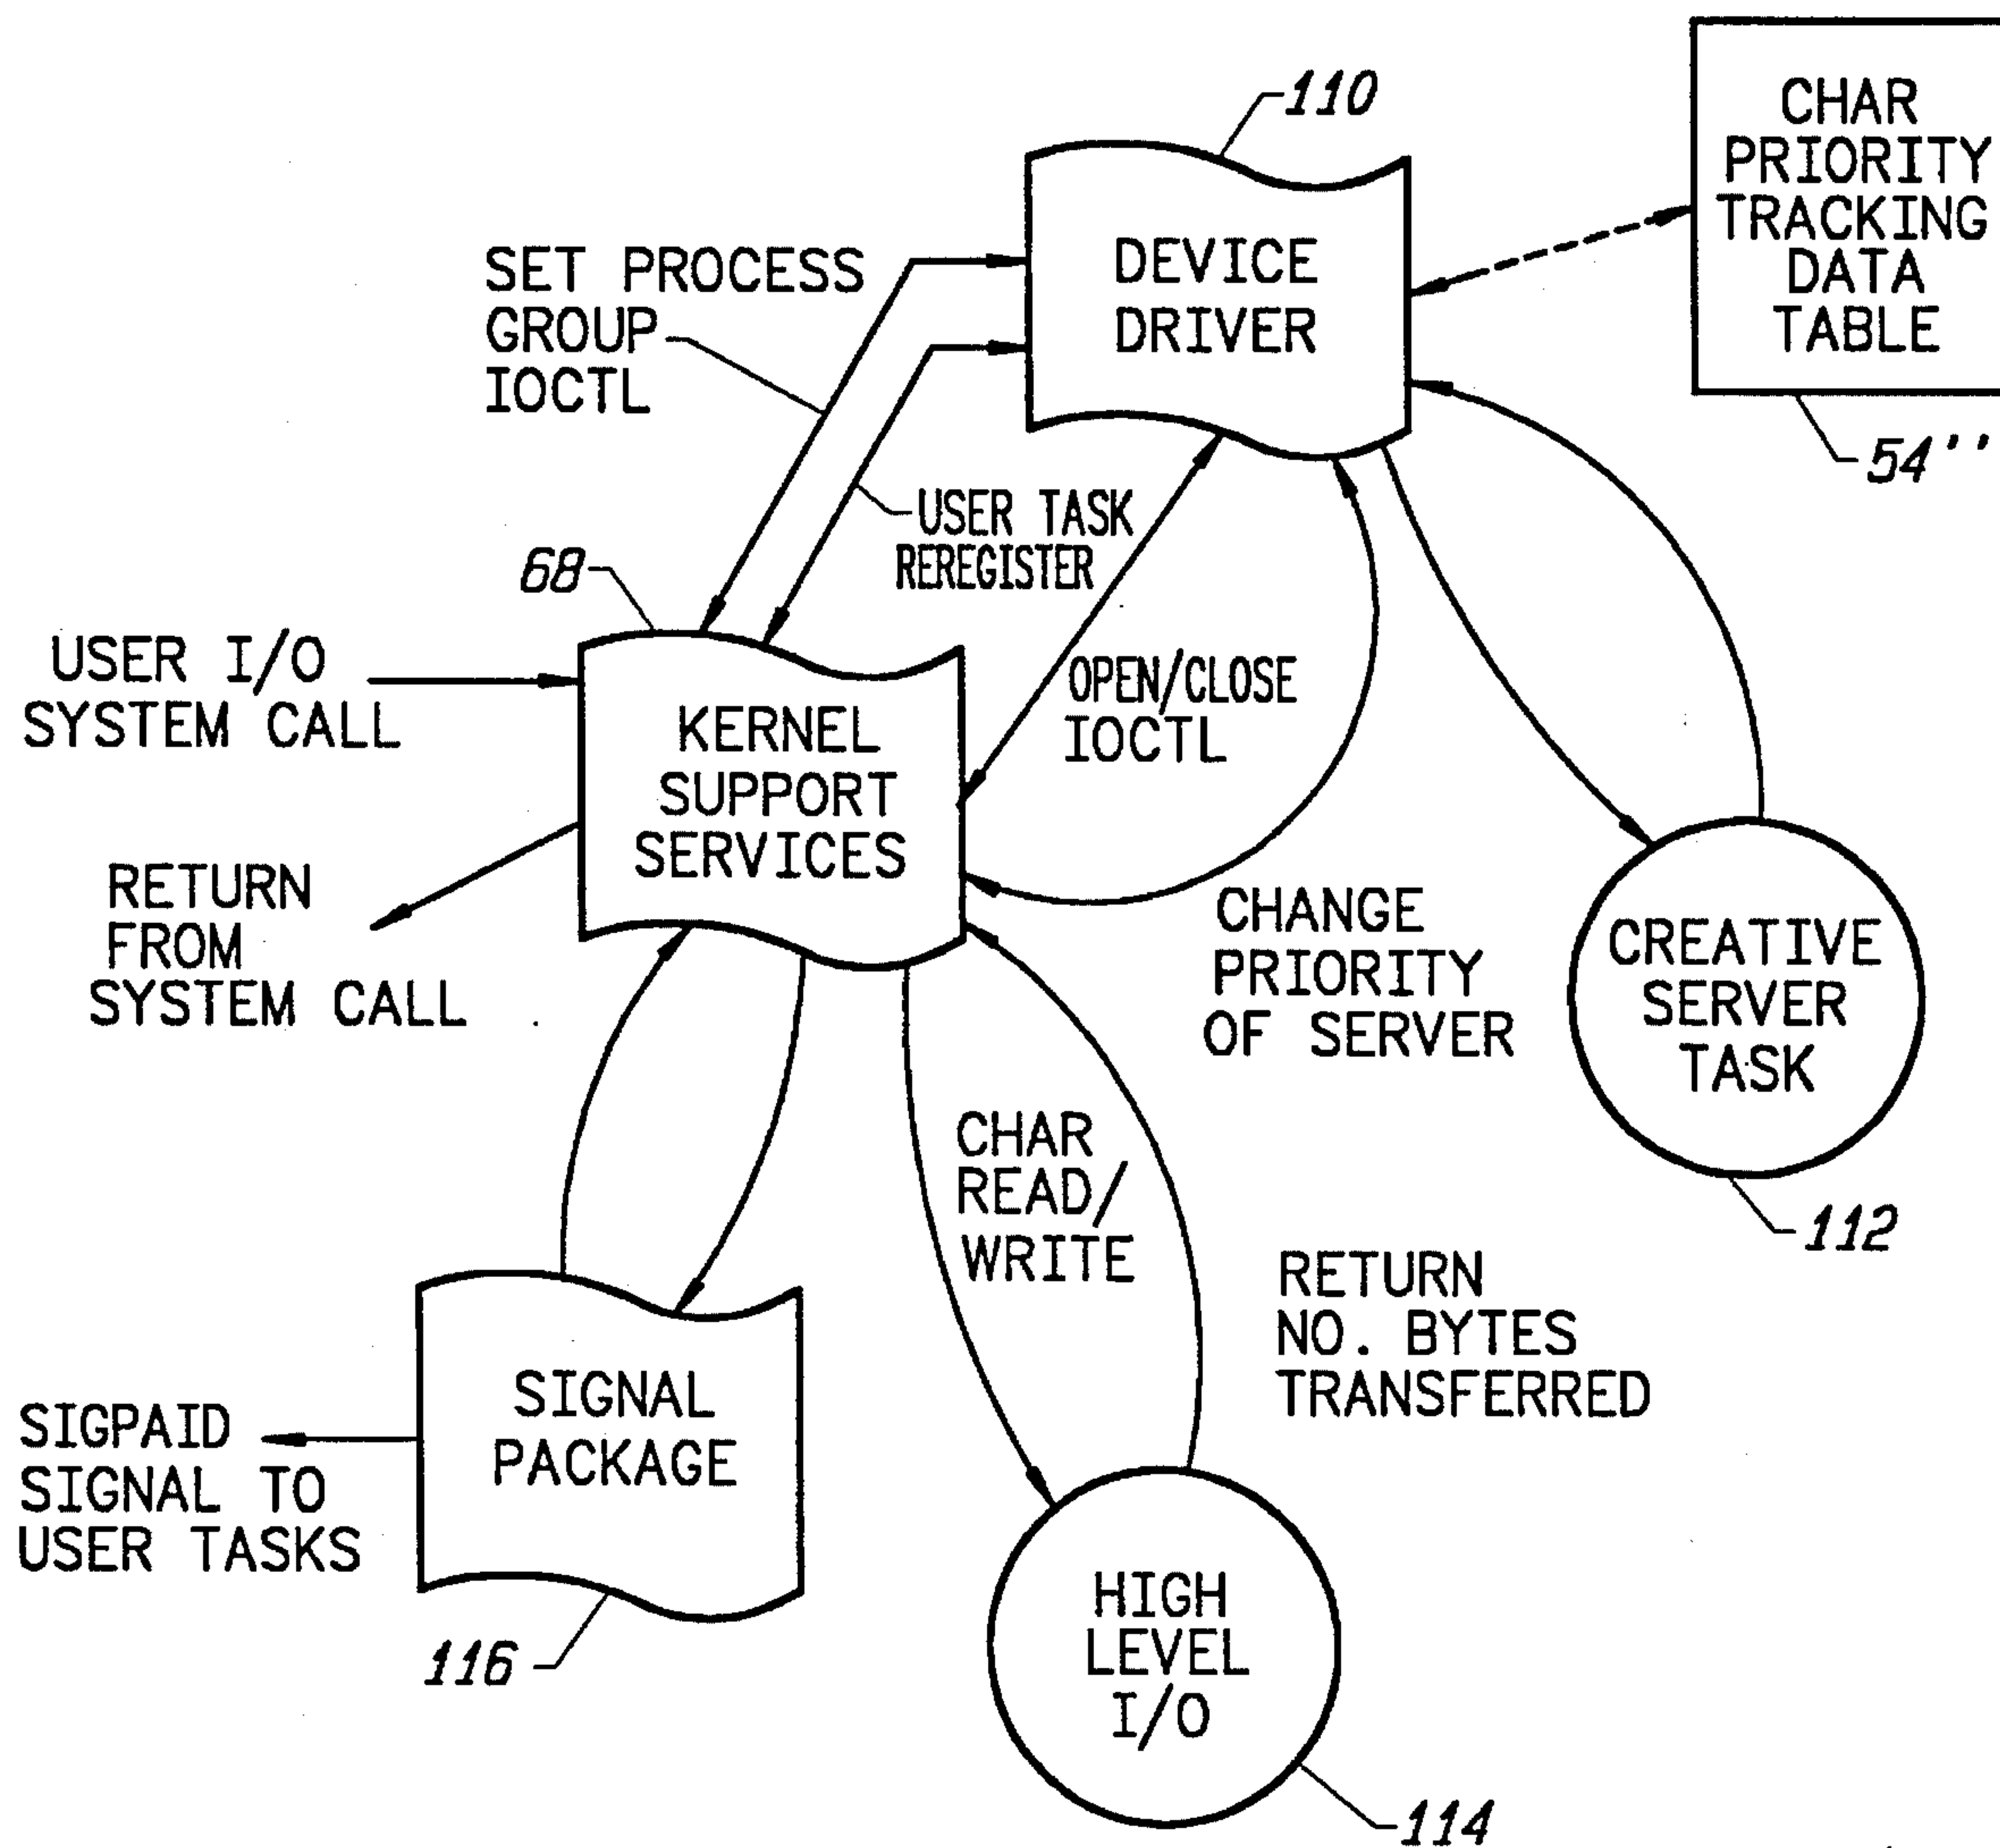 110
CHAR
PRIORITY
TRACKING
DATA
TABLE
54''
SET PROCESS
GROUP
IOCTL
DEVICE
DRIVER
USER TASK
REREGISTER
68
USER I/O
SYSTEM CALL
KERNEL
SUPPORT
SERVICES
OPEN/CLOSE
IOCTL
RETURN
FROM
SYSTEM CALL
CHANGE
PRIORITY
OF SERVER
CREATIVE
SERVER
TASK
112
CHAR
READ/
WRITE
RETURN
NO. BYTES
TRANSFERRED
SIGPAID
SIGNAL TO
USER TASKS
SIGNAL
PACKAGE
116
HIGH
LEVEL
I/O
114